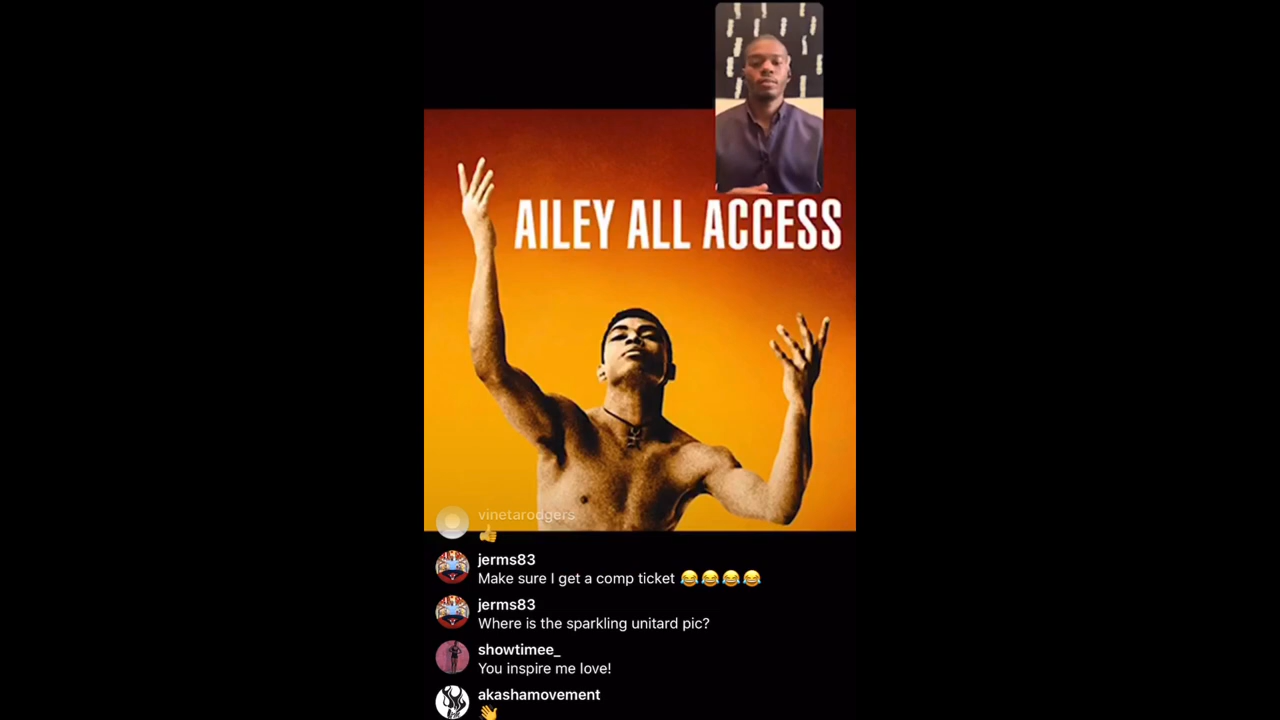 AILEY ALL ACCESS
vinetarodgers
👍
jerms83
Make sure I get a comp ticket 😂😂😂😂
jerms83
Where is the sparkling unitard pic?
showtimee_
You inspire me love!
akashamovement
👋